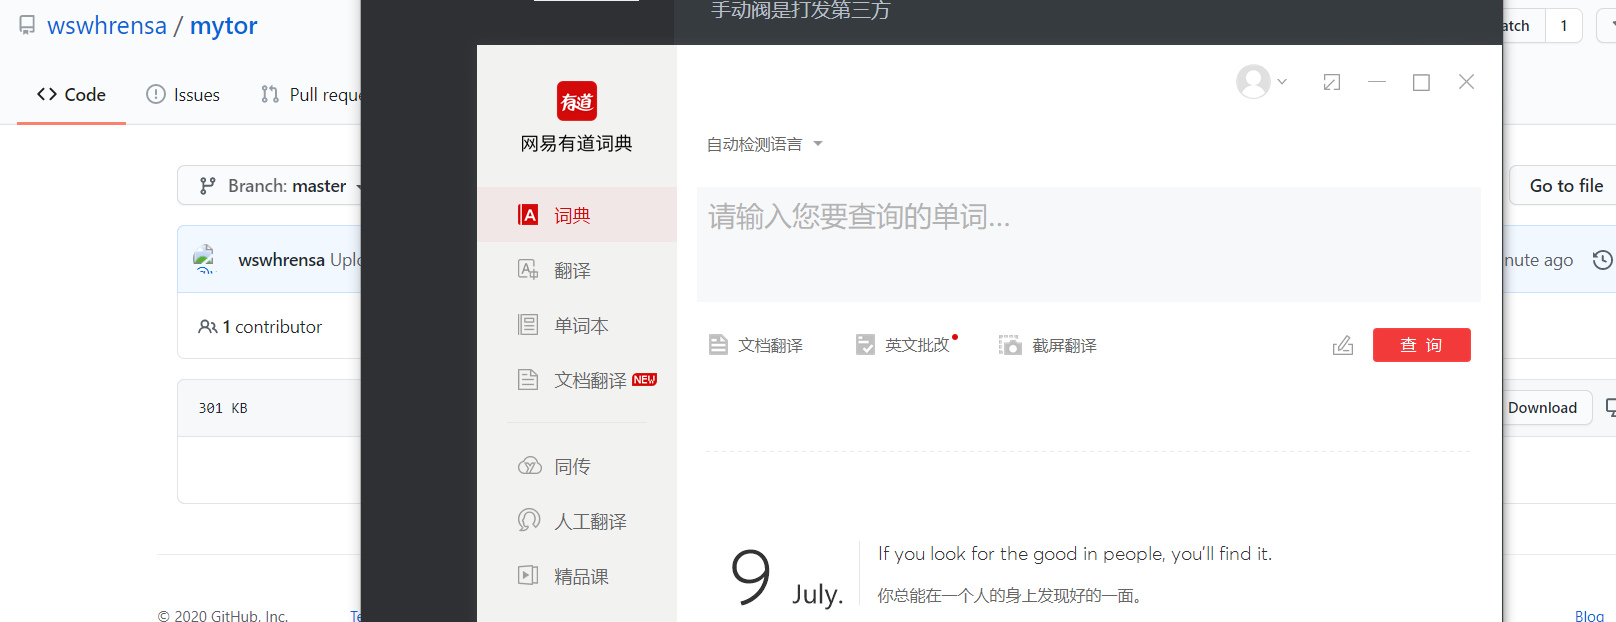 wswhrensa / mytor
手动阀是打发第三方
atch 1
Code
Issues
Pull reque
有道
网易有道词典
自动检测语言
Branch: master
Go to file
词典
请输入您要查询的单词...
wswhrensa Uplo
nute ago
翻译
1 contributor
单词本
文档翻译
英文批改
截屏翻译
查 询
文档翻译 NEW
301 KB
Download
同传
人工翻译
精品课
9 July.
If you look for the good in people, you'll find it.
你总能在一个人的身上发现好的一面。
© 2020 GitHub, Inc.
Te
Blog